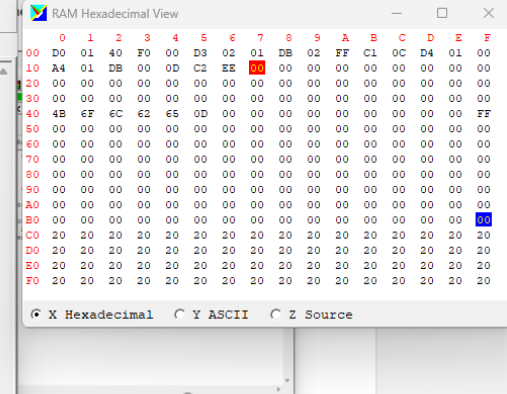 RAM Hexadecimal View
0 1 2 3 4 5 6 7 8 9 A B C D E F
00 D0 01 40 F0 00 D3 02 01 DB 02 FF C1 0C D4 01 00
10 A4 01 DB 00 0D C2 EE 00 00 00 00 00 00 00 00 00
20 00 00 00 00 00 00 00 00 00 00 00 00 00 00 00 00
30 00 00 00 00 00 00 00 00 00 00 00 00 00 00 00 00
40 4B 6F 6C 62 65 0D 00 00 00 00 00 00 00 00 00 FF
50 00 00 00 00 00 00 00 00 00 00 00 00 00 00 00 00
60 00 00 00 00 00 00 00 00 00 00 00 00 00 00 00 00
70 00 00 00 00 00 00 00 00 00 00 00 00 00 00 00 00
80 00 00 00 00 00 00 00 00 00 00 00 00 00 00 00 00
90 00 00 00 00 00 00 00 00 00 00 00 00 00 00 00 00
A0 00 00 00 00 00 00 00 00 00 00 00 00 00 00 00 00
B0 00 00 00 00 00 00 00 00 00 00 00 00 00 00 00 00
C0 20 20 20 20 20 20 20 20 20 20 20 20 20 20 20 20
D0 20 20 20 20 20 20 20 20 20 20 20 20 20 20 20 20
E0 20 20 20 20 20 20 20 20 20 20 20 20 20 20 20 20
F0 20 20 20 20 20 20 20 20 20 20 20 20 20 20 20 20
X Hexadecimal Y ASCII Z Source